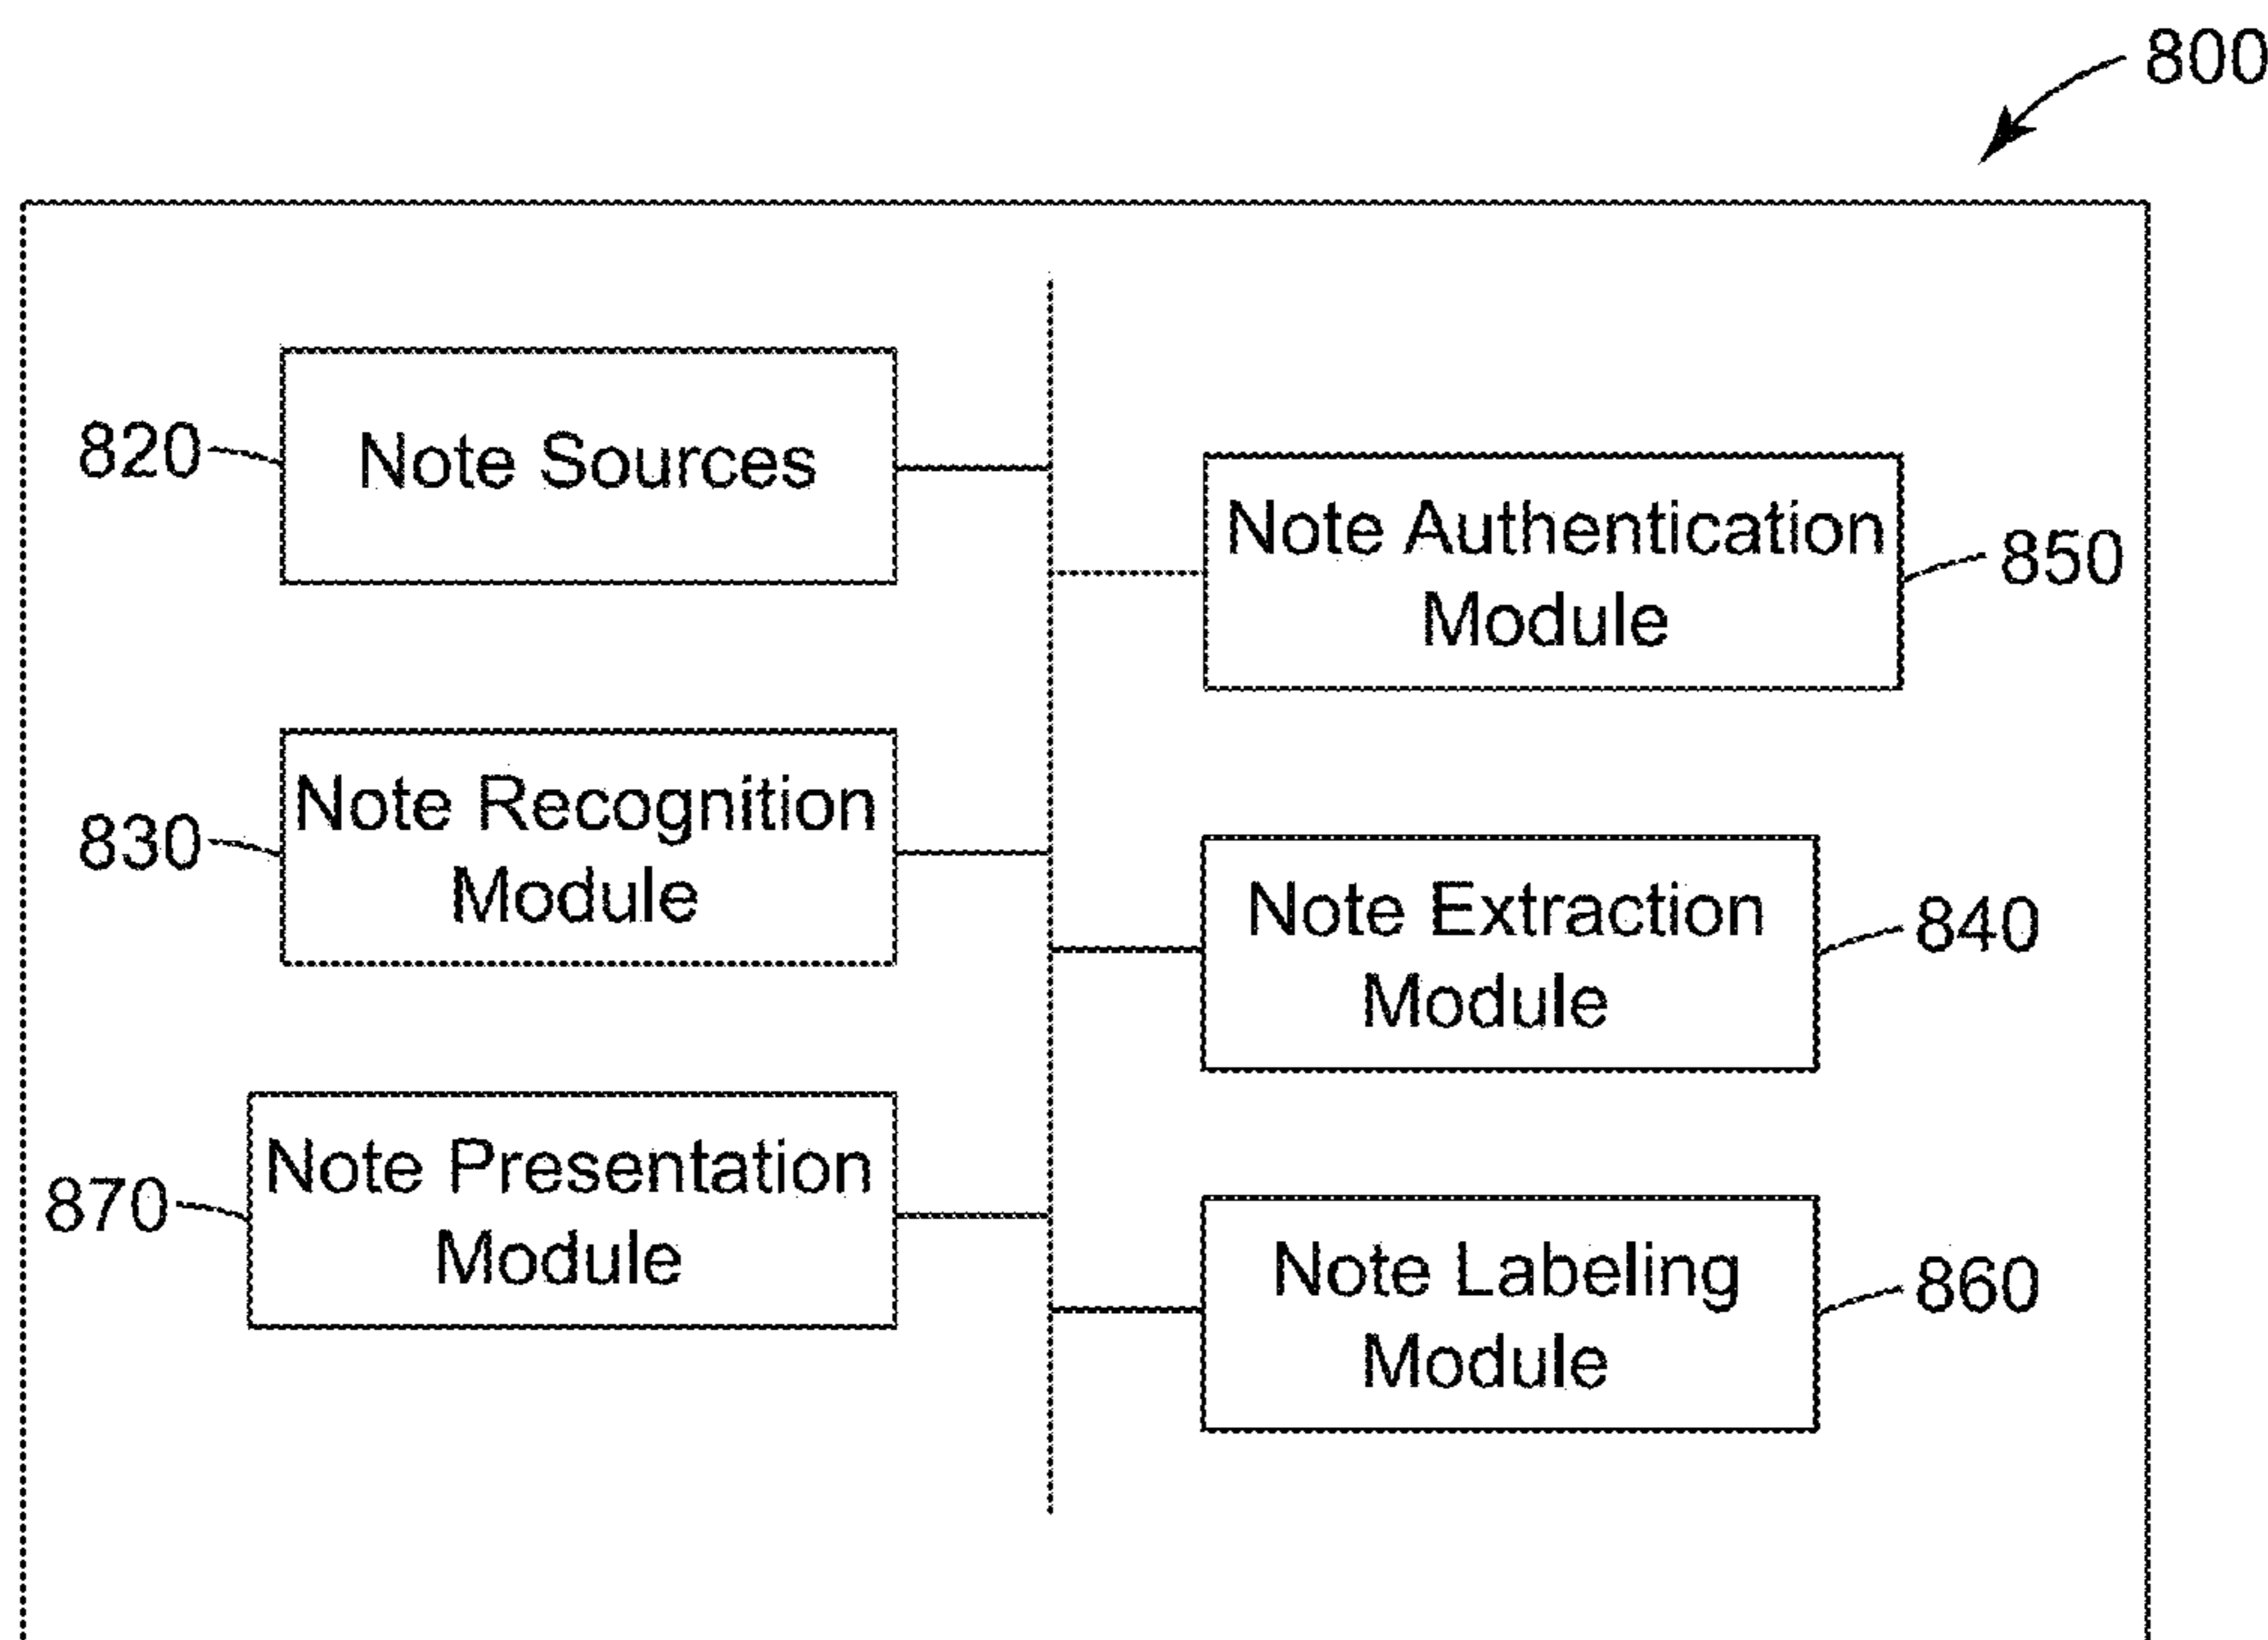 800
820
Note Sources
Note Authentication
Module
850
830
Note Recognition
Module
Note Extraction
Module
840
870
Note Presentation
Module
Note Labeling
Module
860